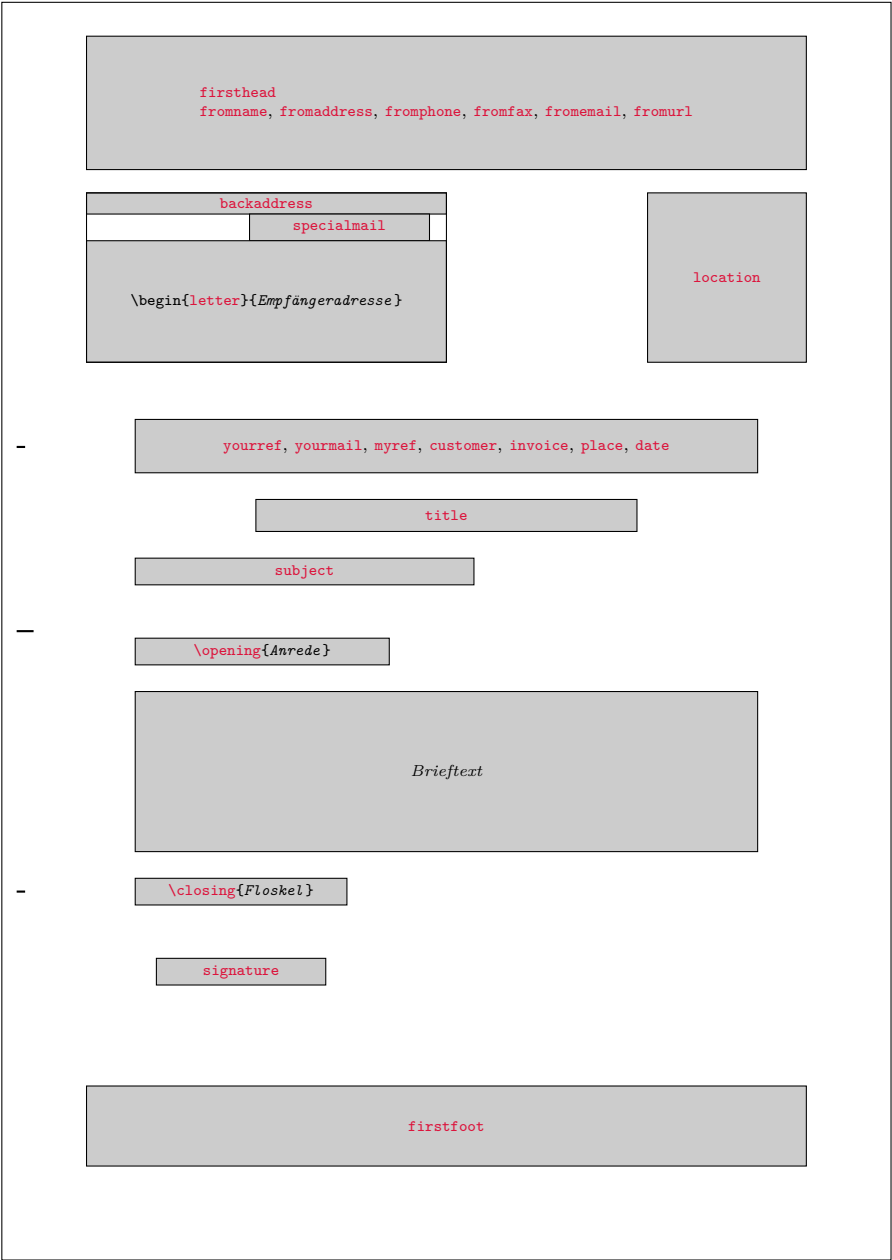 firsthead
fromname, fromaddress, fromphone, fromfax, fromemail, fromurl
backaddress
specialmail
\begin{letter}{Empfängeradresse}
location
yourref, yourmail, myref, customer, invoice, place, date
title
subject
\opening{Anrede}
Brieftext
\closing{Floskel}
signature
firstfoot